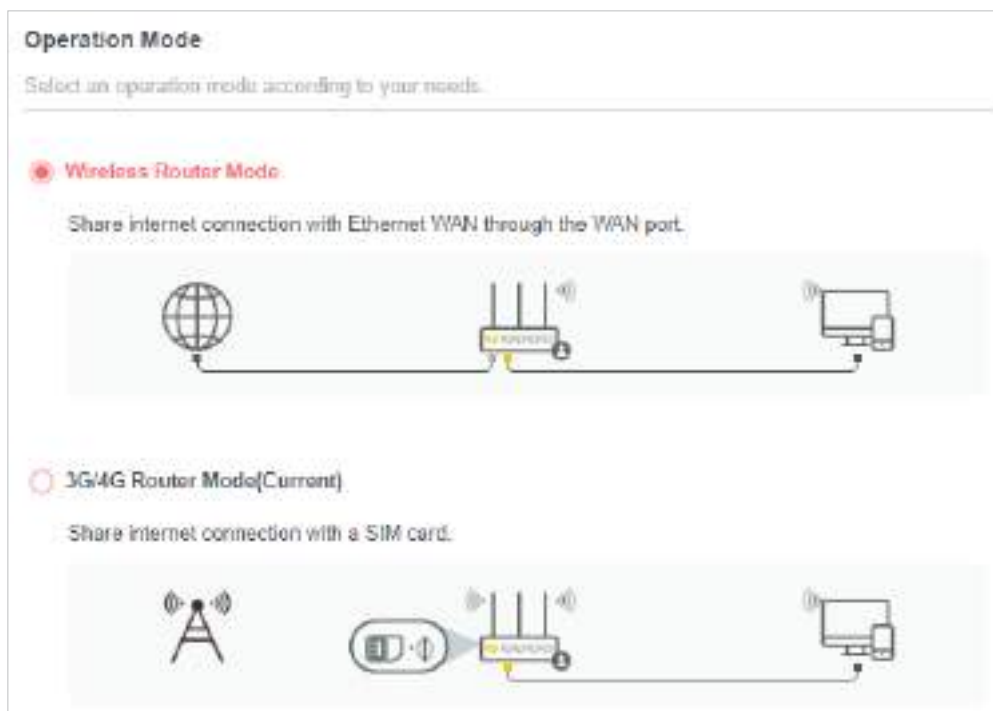 Operation Mode
Select an operation mode according to your needs.
Wireless Router Mode
Share internet connection with Ethernet WAN through the WAN port.
3G/4G Router Mode(Current)
Share internet connection with a SIM card.